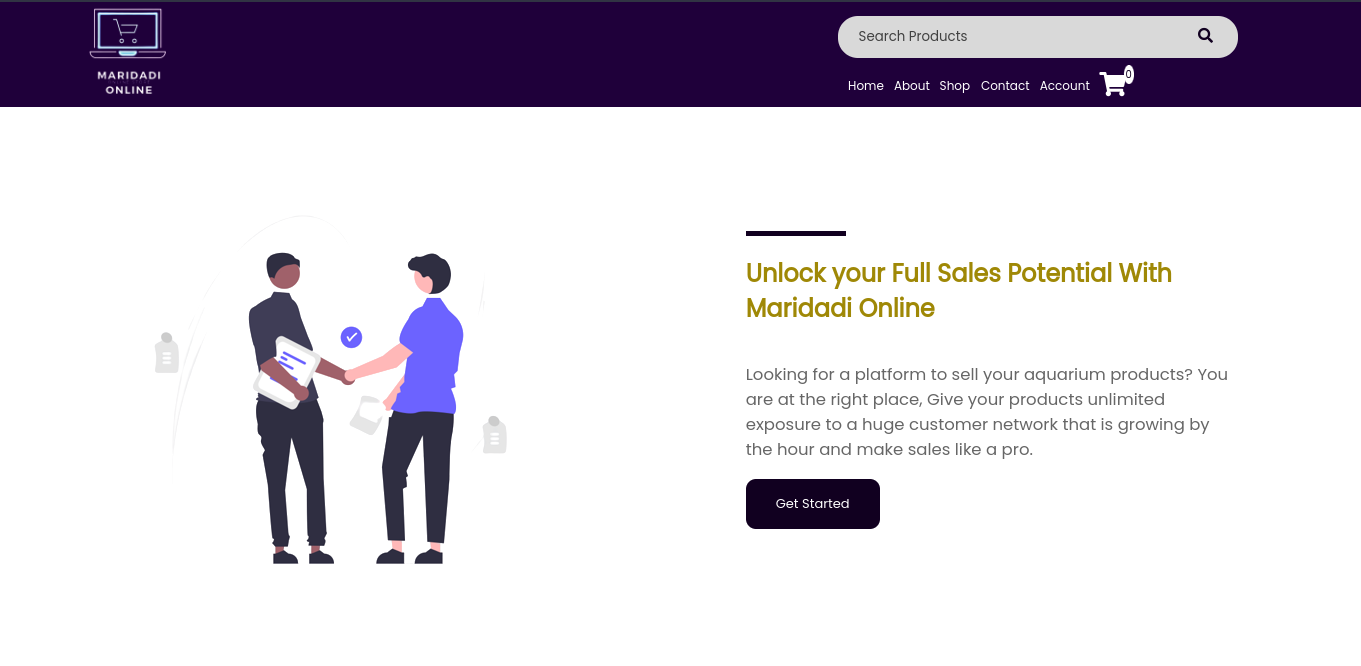 MARIDADI
ONLINE
Search Products
Home About Shop Contact Account 0
Unlock your Full Sales Potential With
Maridadi Online
Looking for a platform to sell your aquarium products? You
are at the right place, Give your products unlimited
exposure to a huge customer network that is growing by
the hour and make sales like a pro.
Get Started